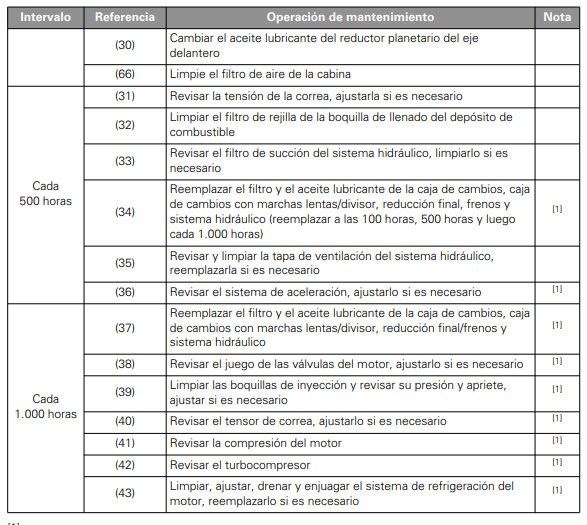 Intervalo Referencia Operación de mantenimiento Nota
(30) Cambiar el aceite lubricante del reductor planetario del eje
delantero
(66) Limpie el filtro de aire de la cabina
Cada
500 horas
(31) Revisar la tensión de la correa, ajustarla si es necesario
(32) Limpiar el filtro de rejilla de la boquilla de llenado del depósito de
combustible
(33) Revisar el filtro de succión del sistema hidráulico, limpiarlo si es
necesario
(34) Reemplazar el filtro y el aceite lubricante de la caja de cambios, caja
de cambios con marchas lentas/divisor, reducción final, frenos y
sistema hidráulico (reemplazar a las 100 horas, 500 horas y luego
cada 1.000 horas) [1]
(35) Revisar y limpiar la tapa de ventilación del sistema hidráulico,
reemplazarla si es necesario
(36) Revisar el sistema de aceleración, ajustarlo si es necesario [1]
Cada
1.000 horas
(37) Reemplazar el filtro y el aceite lubricante de la caja de cambios, caja
de cambios con marchas lentas/divisor, reducción final/frenos y
sistema hidráulico [1]
(38) Revisar el juego de las válvulas del motor, ajustarlo si es necesario [1]
(39) Limpiar las boquillas de inyección y revisar su presión y apriete,
ajustar si es necesario [1]
(40) Revisar el tensor de correa, ajustarlo si es necesario [1]
(41) Revisar la compresión del motor [1]
(42) Revisar el turbocompresor [1]
(43) Limpiar, ajustar, drenar y enjuagar el sistema de refrigeración del
motor, reemplazarlo si es necesario [1]